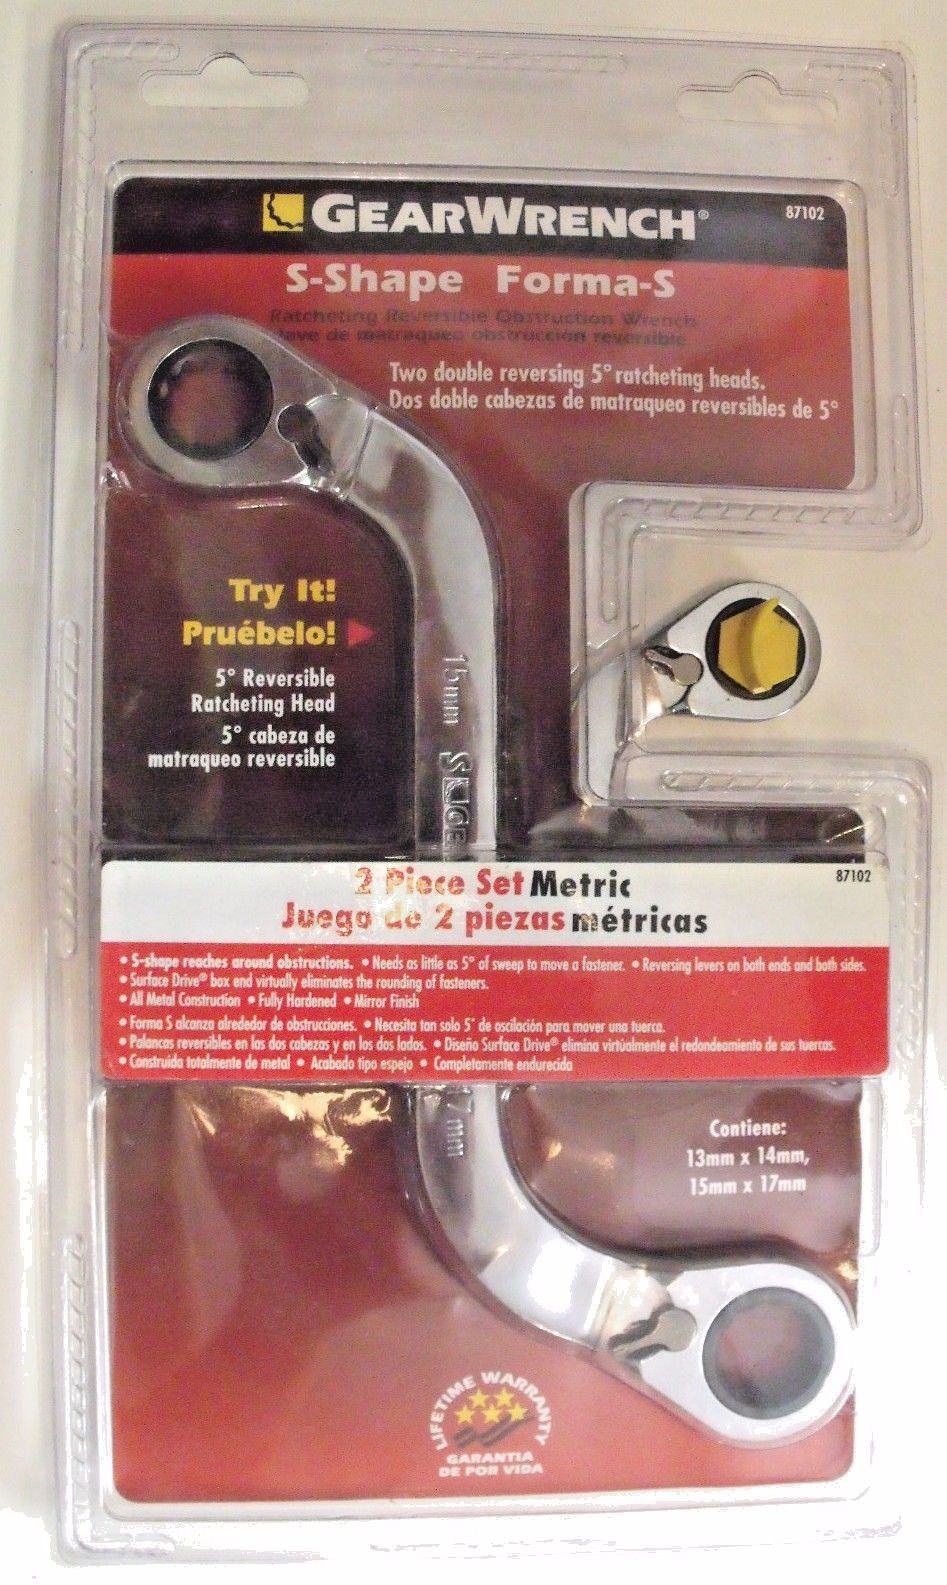 GEARWRENCH®
87102
S-Shape Forma-S
Ratcheting Reversible Obstruction Wrench
llave de matraqueo obstrucción reversible
Two double reversing 5° ratcheting heads.
Dos doble cabezas de matraqueo reversibles de 5°
Try It!
Pruébelo!
5° Reversible
Ratcheting Head
5° cabeza de
matraqueo reversible
15mm
2 Piece Set Metric
87102
Juego de 2 piezas métricas
• S-shape reaches around obstructions. • Needs as little as 5° of sweep to move a fastener. • Reversing levers on both ends and both sides.
• Surface Drive® box end virtually eliminates the rounding of fasteners.
• All Metal Construction • Fully Hardened • Mirror Finish
• Forma S alcanza alrededor de obstrucciones. • Necesita tan solo 5° de oscilación para mover una tuerca.
• Palancas reversibles en las dos cabezas y en los dos lados. • Diseño Surface Drive® elimina virtúalmente el redondeamiento de sus tuercas.
• Construida totalmente de metal • Acabado tipo espejo • Completamente endurecida
17mm
Contiene:
13mm x 14mm,
15mm x 17mm
LIFETIME WARRANTY
GARANTIA
DE POR VIDA